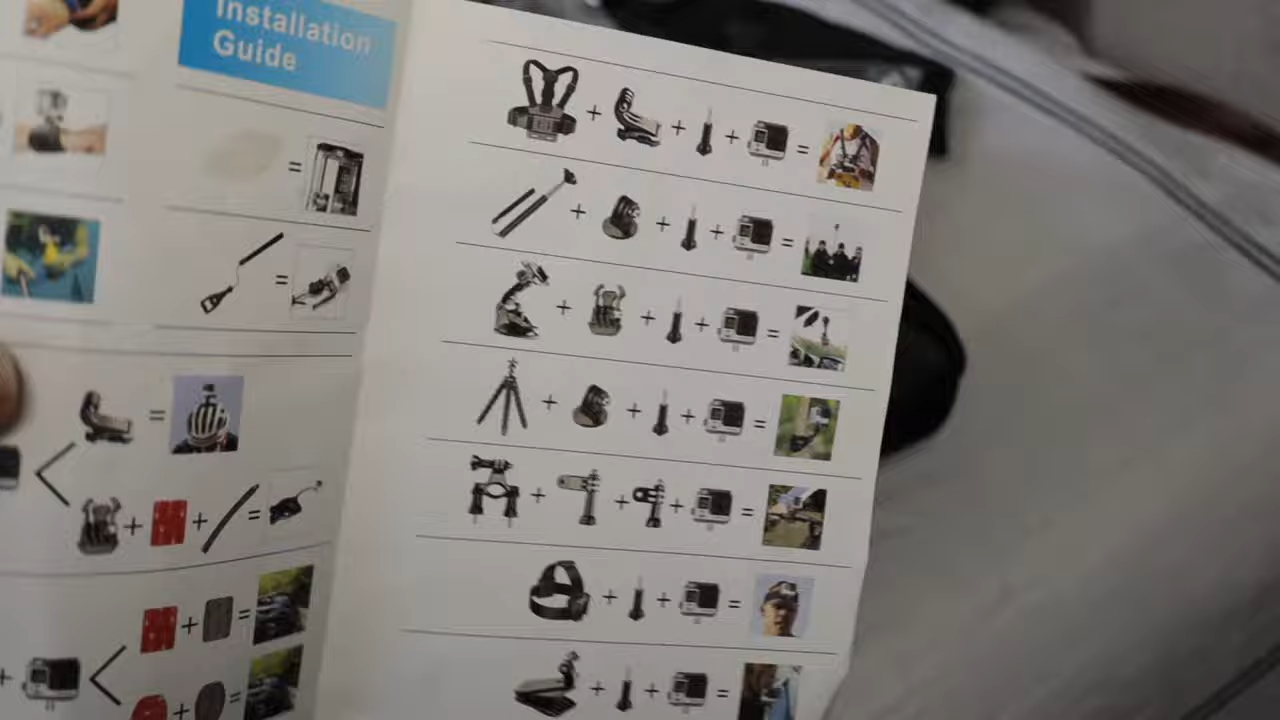 Installation
Guide
+ + + =
=
+ + + =
=
+ + + =
+ + + =
=
+ + + =
+ + =
+ + =
+ =
+ + + =
+ =